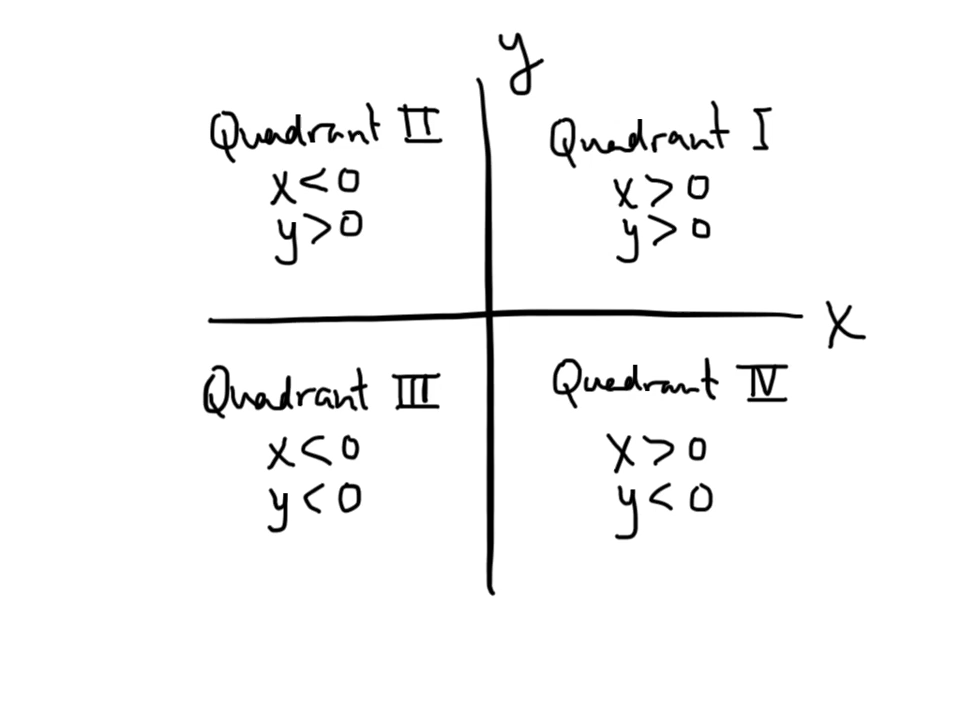 y
Quadrant II
x<0
y>0
Quadrant I
x>0
y>0
x
Quadrant III
x<0
y<0
Quadrant IV
x>0
y<0